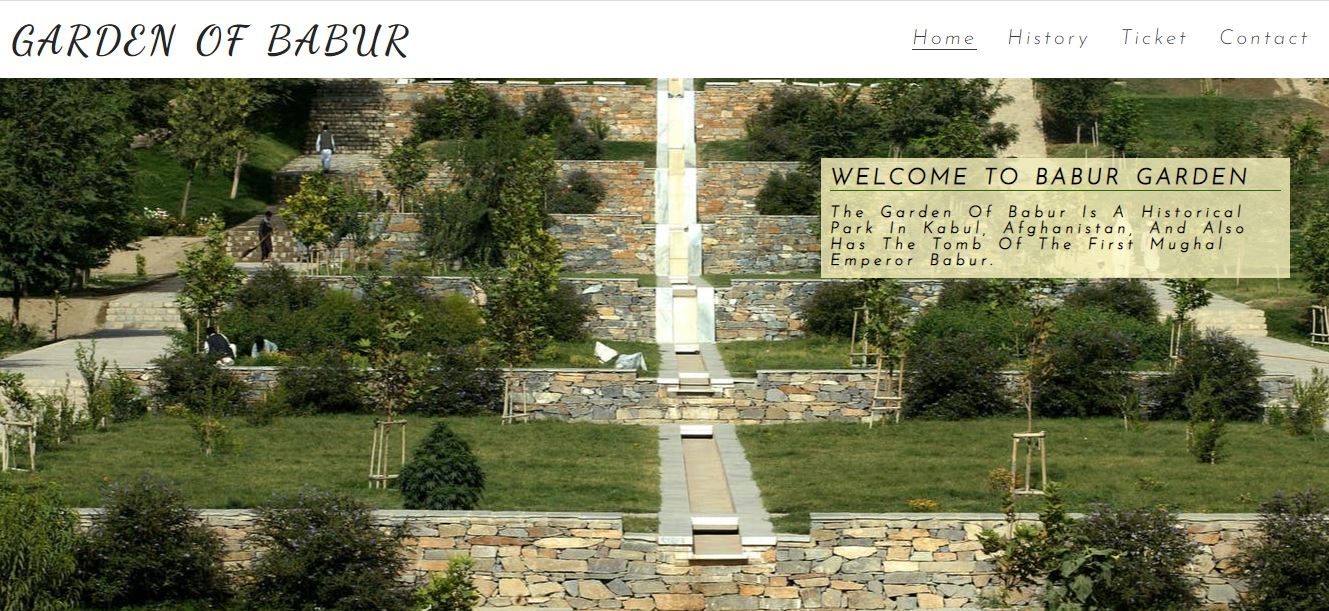 GARDEN OF BABUR
Home History Ticket Contact
WELCOME TO BABUR GARDEN
The Garden Of Babur Is A Historical
Park In Kabul, Afghanistan, And Also
Has The Tomb Of The First Mughal
Emperor Babur.